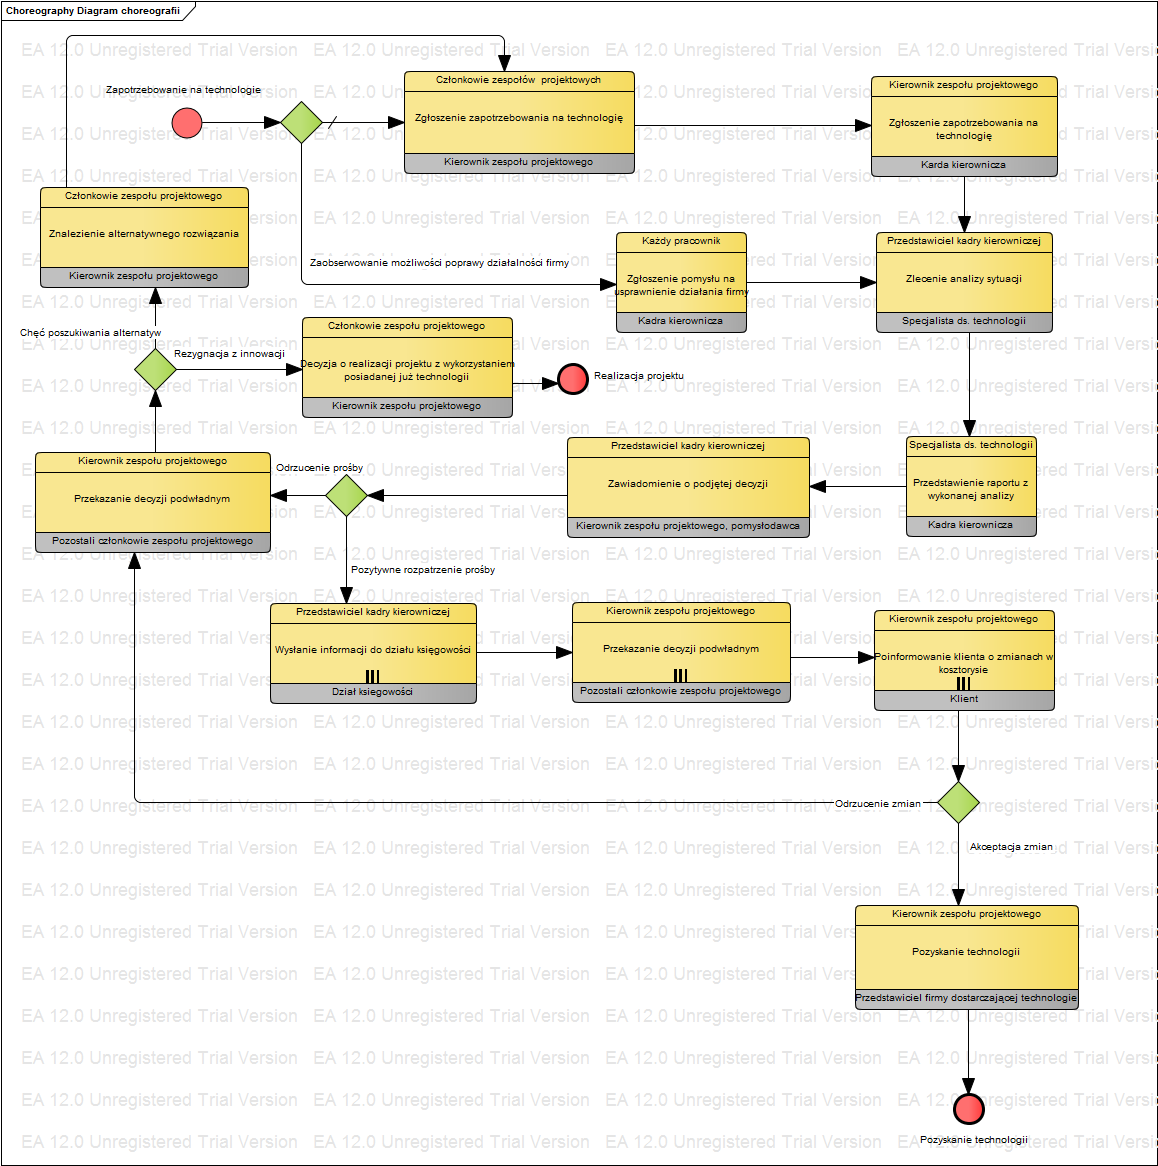 Choreography Diagram choreografii
EA 12.0 Unregistered Trial Version
Zapotrzebowanie na technologie
Członkowie zespołów projektowych
Zgłoszenie zapotrzebowania na technologię
Kierownik zespołu projektowego
Kierownik zespołu projektowego
Zgłoszenie zapotrzebowania na
technologię
Karda kierownicza
Członkowie zespołu projektowego
Znalezienie alternatywnego rozwiązania
Kierownik zespołu projektowego
Zaobserwowanie możliwości poprawy działalności firmy
Każdy pracownik
Zgłoszenie pomysłu na
usprawnienie działania firmy
Kadra kierownicza
Przedstawiciel kadry kierowniczej
Zlecenie analizy sytuacji
Specjalista ds. technologii
Chęć poszukiwania alternatyw
Rezygnacja z innowacji
Członkowie zespołu projektowego
Decyzja o realizacji projektu z wykorzystaniem
posiadanej już technologii
Kierownik zespołu projektowego
Realizacja projektu
Kierownik zespołu projektowego
Przekazanie decyzji podwładnym
Pozostali członkowie zespołu projektowego
Odrzucenie prośby
Przedstawiciel kadry kierowniczej
Zawiadomienie o podjętej decyzji
Kierownik zespołu projektowego, pomysłodawca
Specjalista ds. technologii
Przedstawienie raportu z
wykonanej analizy
Kadra kierownicza
Pozytywne rozpatrzenie prośby
Przedstawiciel kadry kierowniczej
Wysłanie informacji do działu księgowości
Dział ksiegowości
Kierownik zespołu projektowego
Przekazanie decyzji podwładnym
Pozostali członkowie zespołu projektowego
Kierownik zespołu projektowego
Poinformowanie klienta o zmianach w
kosztorysie
Klient
Odrzucenie zmian
Akceptacja zmian
Kierownik zespołu projektowego
Pozyskanie technologii
Przedstawiciel firmy dostarczającej technologie
Pozyskanie technologii